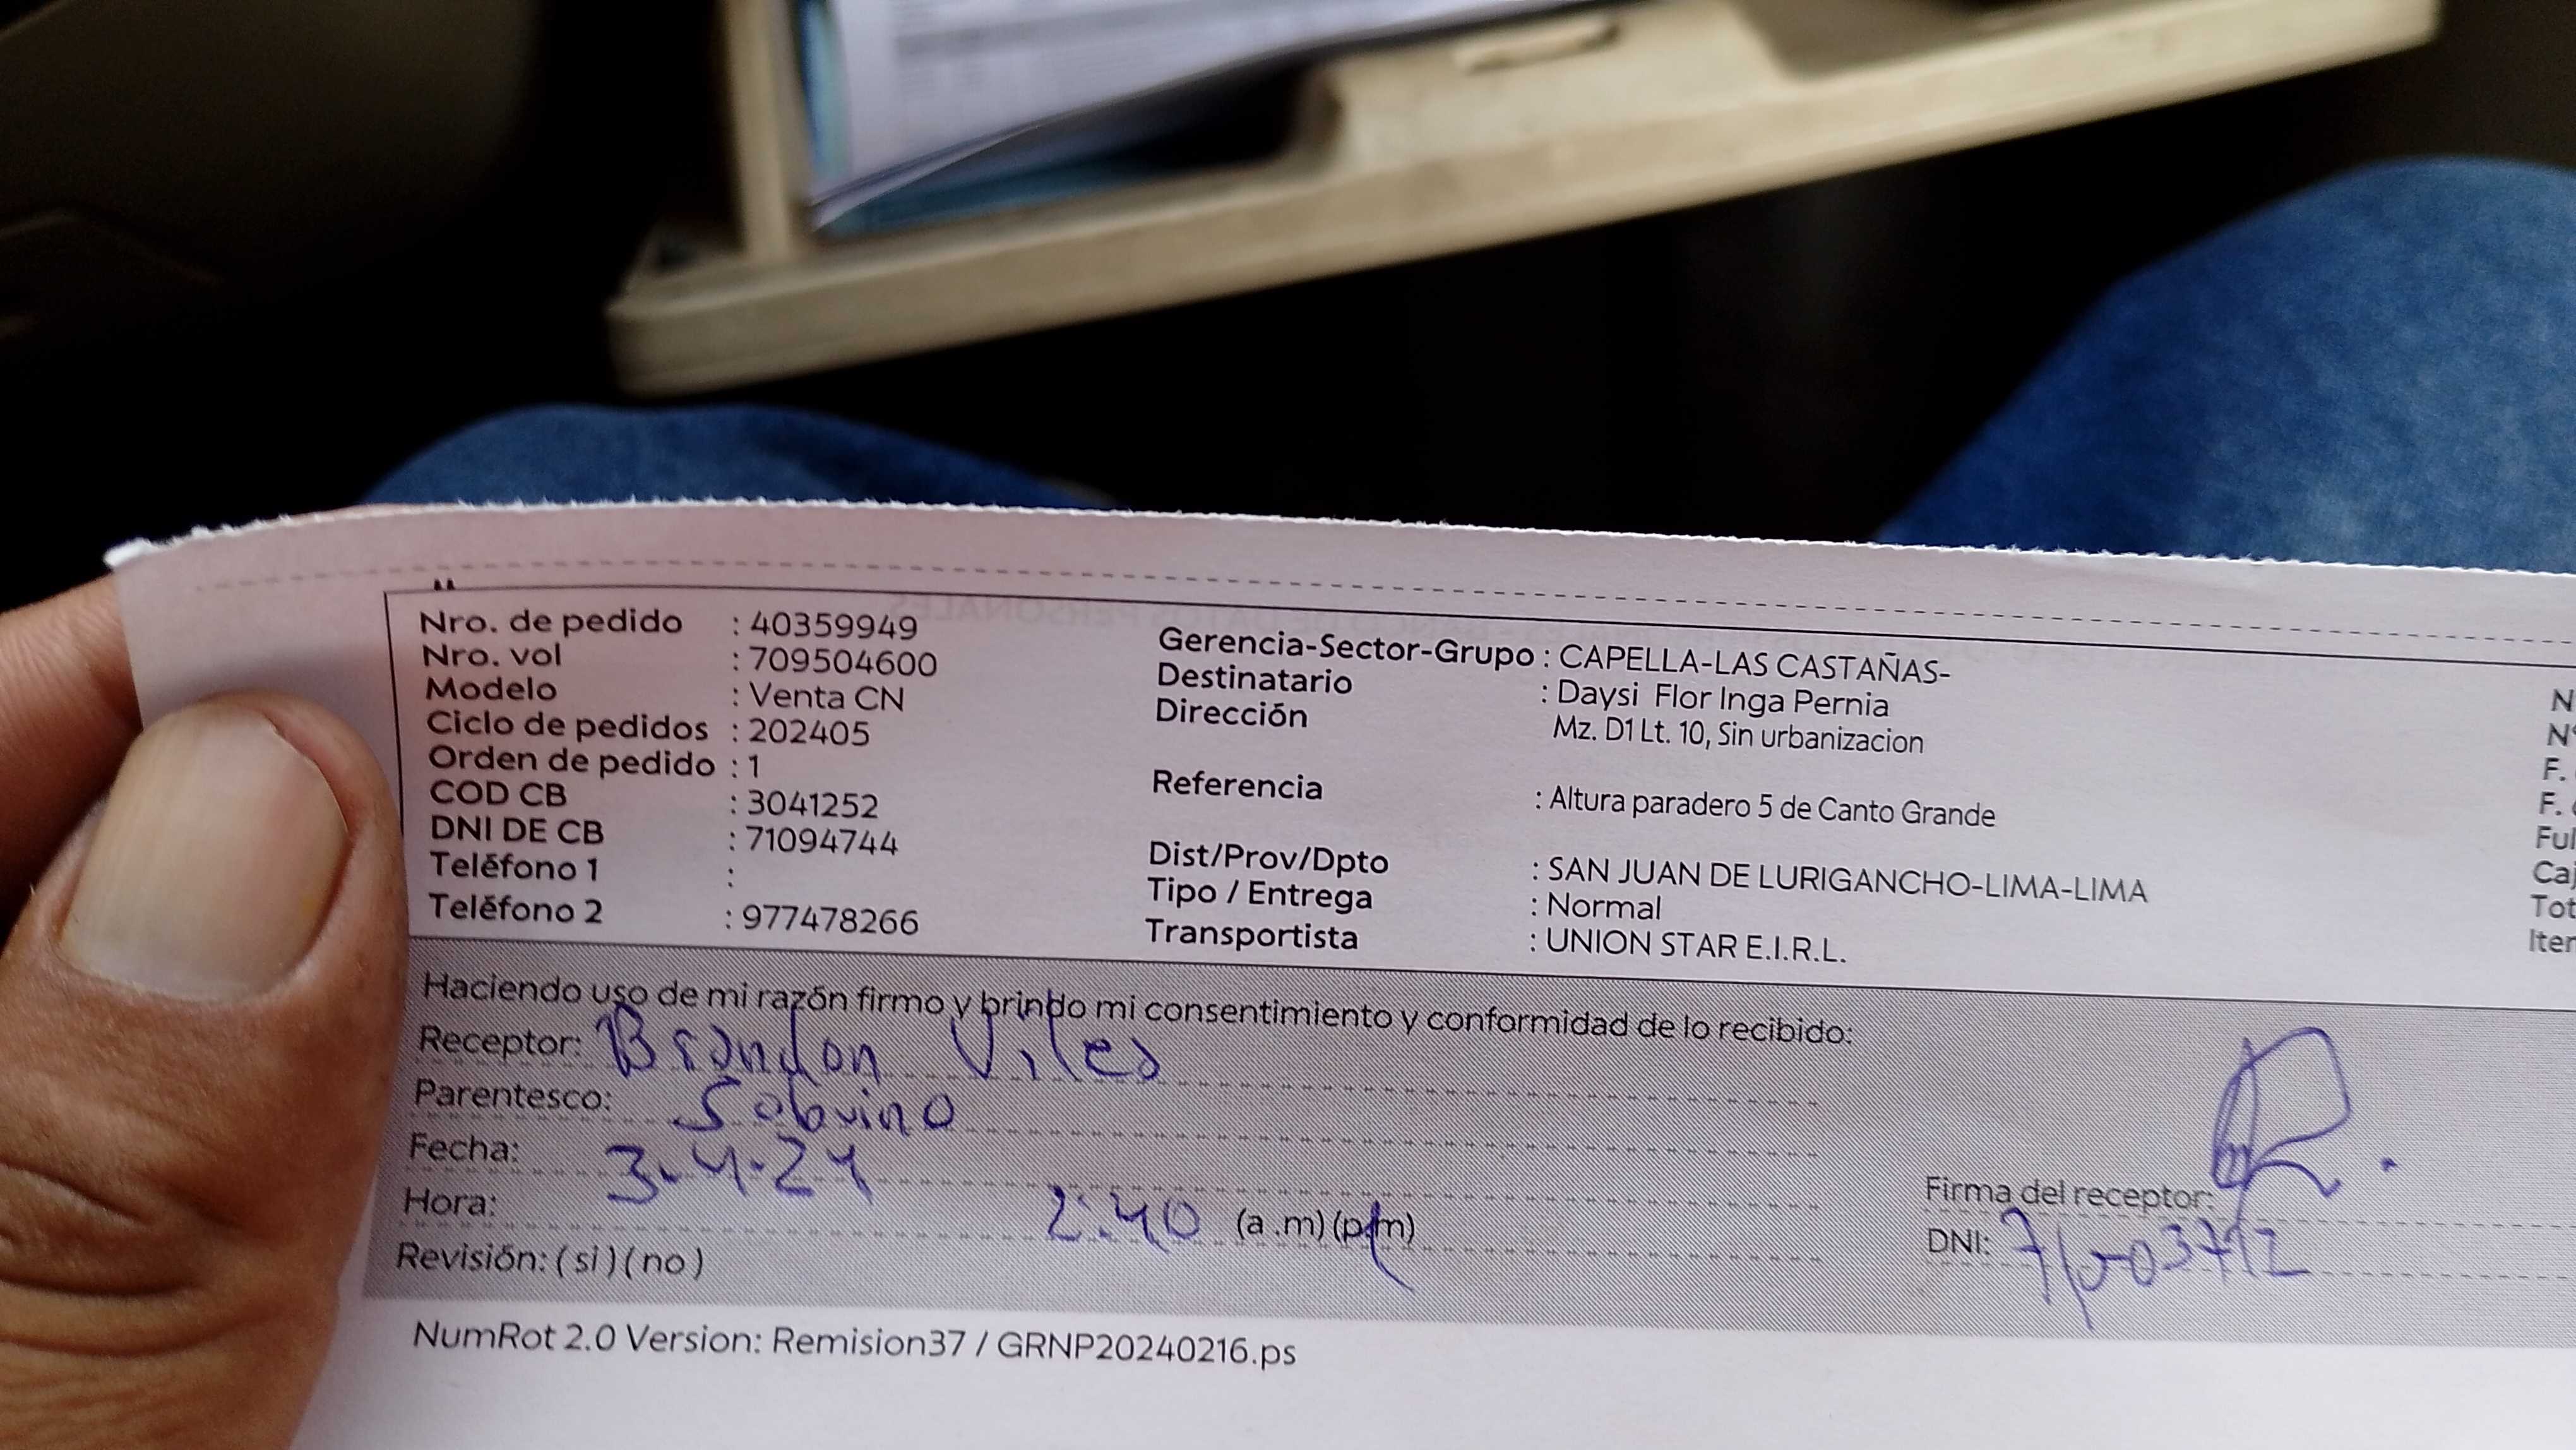 Nro. de pedido : 40359949
Nro. vol : 709504600
Modelo : Venta CN
Ciclo de pedidos : 202405
Orden de pedido : 1
COD CB : 3041252
DNI DE CB : 71094744
Teléfono 1 :
Teléfono 2 : 977478266
Gerencia-Sector-Grupo : CAPELLA-LAS CASTAÑAS-
Destinatario : Daysi Flor Inga Pernia
Dirección Mz. D1 Lt. 10, Sin urbanizacion
Referencia : Altura paradero 5 de Canto Grande
Dist/Prov/Dpto : SAN JUAN DE LURIGANCHO-LIMA-LIMA
Tipo / Entrega : Normal
Transportista : UNION STAR E.I.R.L.
N
N°
F.
F.
Ful
Caj
Tot
Iter
Haciendo uso de mi razón firmo y brindo mi consentimiento y conformidad de lo recibido:
Receptor: Brandon
Parentesco: Sobrino
Fecha: 3-4-24
Hora: 2:40 (a .m) (p.m)
Revisión: ( si ) ( no )
Firma del receptor:
DNI:
NumRot 2.0 Version: Remision37 / GRNP20240216.ps